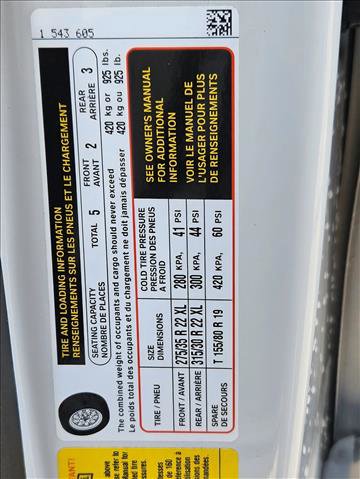 1 543 605
TIRE AND LOADING INFORMATION
RENSEIGNEMENTS SUR LES PNEUS ET LE CHARGEMENT
SEATING CAPACITY TOTAL 5 FRONT 2 REAR 3
NOMBRE DE PLACES AVANT ARRIÈRE
The combined weight of occupants and cargo should never exceed 420 kg or 925 lbs.
Le poids total des occupants et du chargement ne doit jamais dépasser 420 kg ou 925 lb.
TIRE / PNEU SIZE DIMENSIONS COLD TIRE PRESSURE PRESSION DES PNEUS A FROID
FRONT / AVANT 275/35 R 22 XL 280 KPA, 41 PSI
REAR / ARRIÈRE 315/30 R 22 XL 300 KPA, 44 PSI
SPARE DE SECOURS T 155/80 R 19 420 KPA, 60 PSI
SEE OWNER'S MANUAL
FOR ADDITIONAL
INFORMATION
VOIR LE MANUEL DE
L'USAGER POUR PLUS
DE RENSEIGNEMENTS